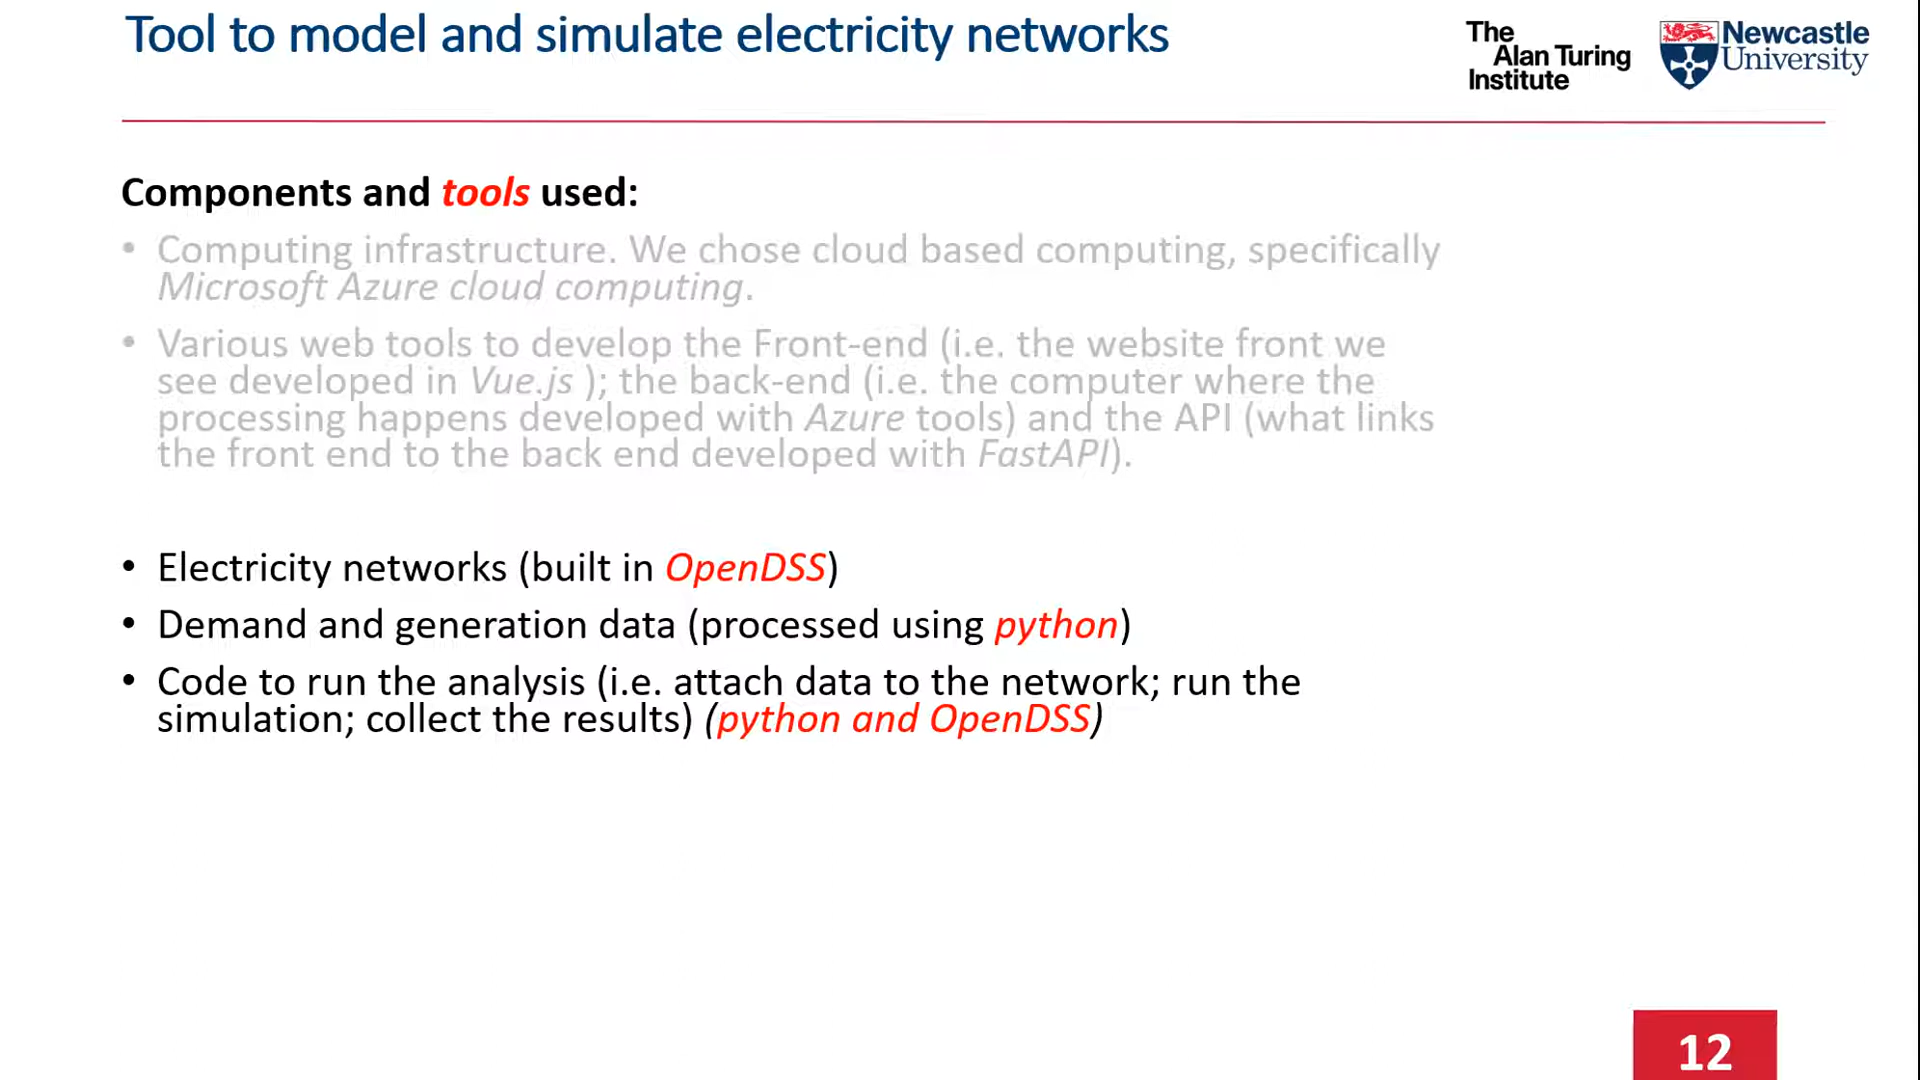 Tool to model and simulate electricity networks
The
Alan Turing
Institute
Newcastle
University
Components and tools used:
• Computing infrastructure. We chose cloud based computing, specifically
Microsoft Azure cloud computing.
• Various web tools to develop the Front-end (i.e. the website front we
see developed in Vue.js ); the back-end (i.e. the computer where the
processing happens developed with Azure tools) and the API (what links
the front end to the back end developed with FastAPI).
• Electricity networks (built in OpenDSS)
• Demand and generation data (processed using python)
• Code to run the analysis (i.e. attach data to the network; run the
simulation; collect the results) (python and OpenDSS)
12